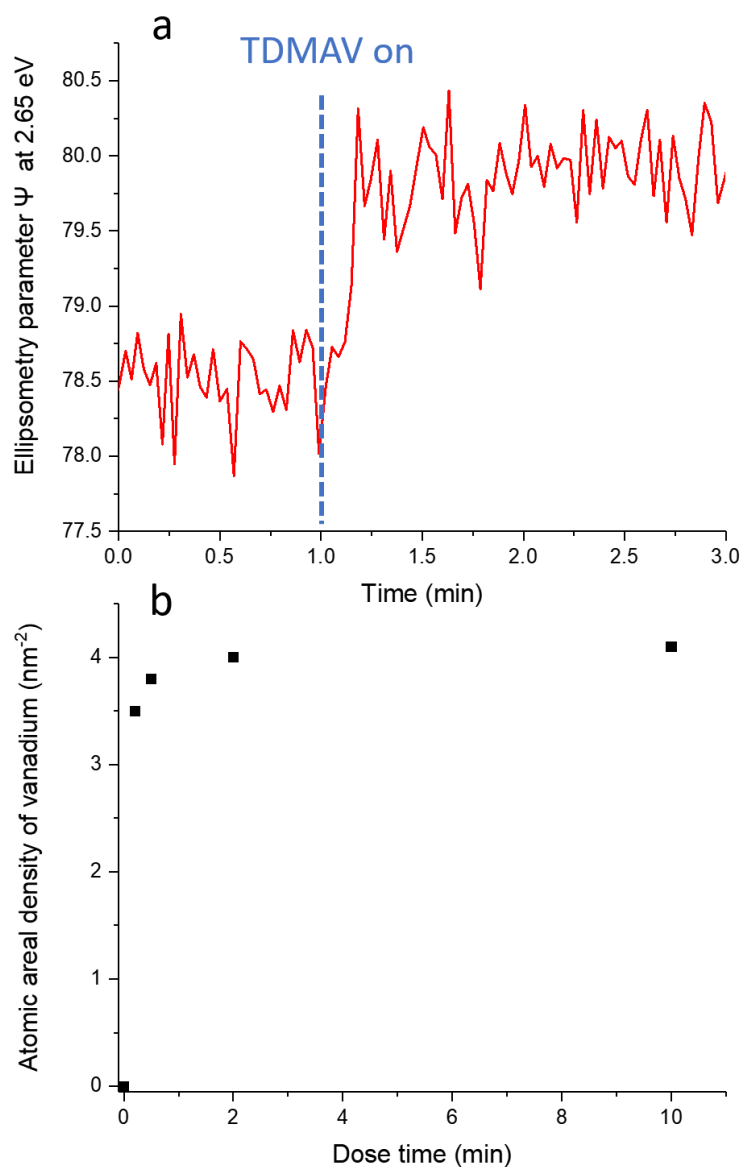 a
TDMAV on
Ellipsometry parameter Ψ at 2.65 eV
80.5
80.0
79.5
79.0
78.5
78.0
77.5
0.0 0.5 1.0 1.5 2.0 2.5 3.0
Time (min)
b
Atomic areal density of vanadium (nm⁻²)
4
3
2
1
0
0 2 4 6 8 10
Dose time (min)